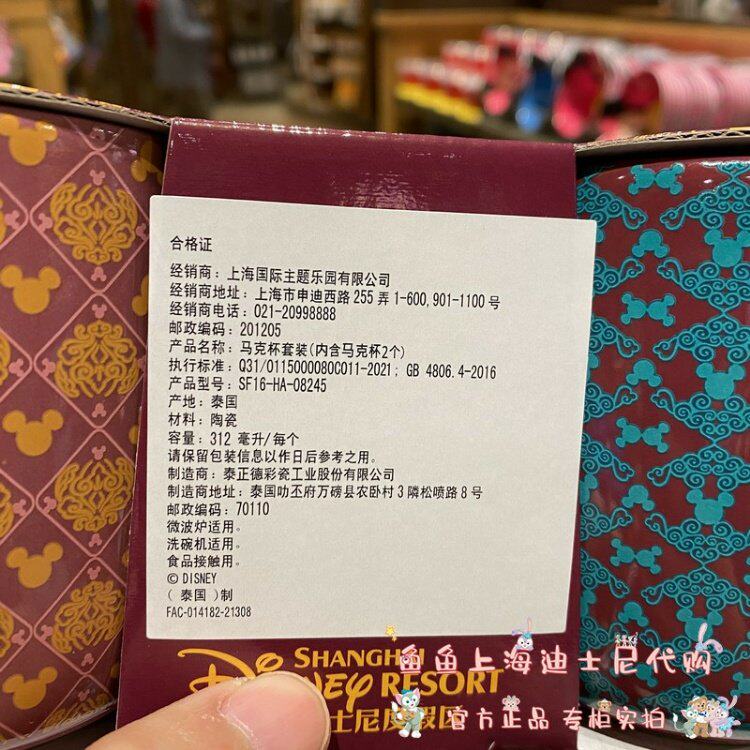 合格证
经销商：上海国际主题乐园有限公司
经销商地址：上海市申迪西路 255 弄 1-600,901-1100 号
经销商电话：021-20998888
邮政编码：201205
产品名称：马克杯套装(内含马克杯2个)
执行标准：Q31/0115000080C011-2021; GB 4806.4-2016
产品型号：SF16-HA-08245
产地：泰国
材料：陶瓷
容量：312 毫升/每个
请保留包装信息以作日后参考之用。
制造商：泰正德彩瓷工业股份有限公司
制造商地址：泰国叻丕府万磅县农卧村 3 隣松喷路 8 号
邮政编码：70110
微波炉适用。
洗碗机适用。
食品接触用。
© DISNEY
( 泰国 )制
FAC-014182-21308
SHANGHAI
DISNEY RESORT
士尼度假区
鱼鱼上海迪士尼代购
官方正品 专柜实拍